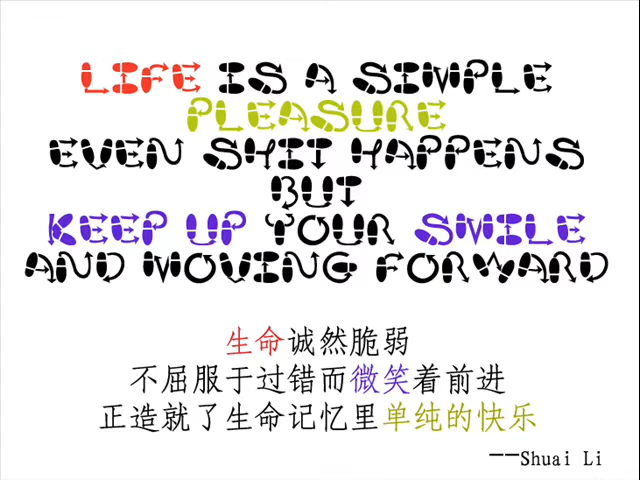 LIFE IS A SIMPLE
PLEASURE
EVEN SHIT HAPPENS
BUT
KEEP UP YOUR SMILE
AND MOVING FORWARD
生命诚然脆弱
不屈服于过错而微笑着前进
正造就了生命记忆里单纯的快乐
——Shuai Li